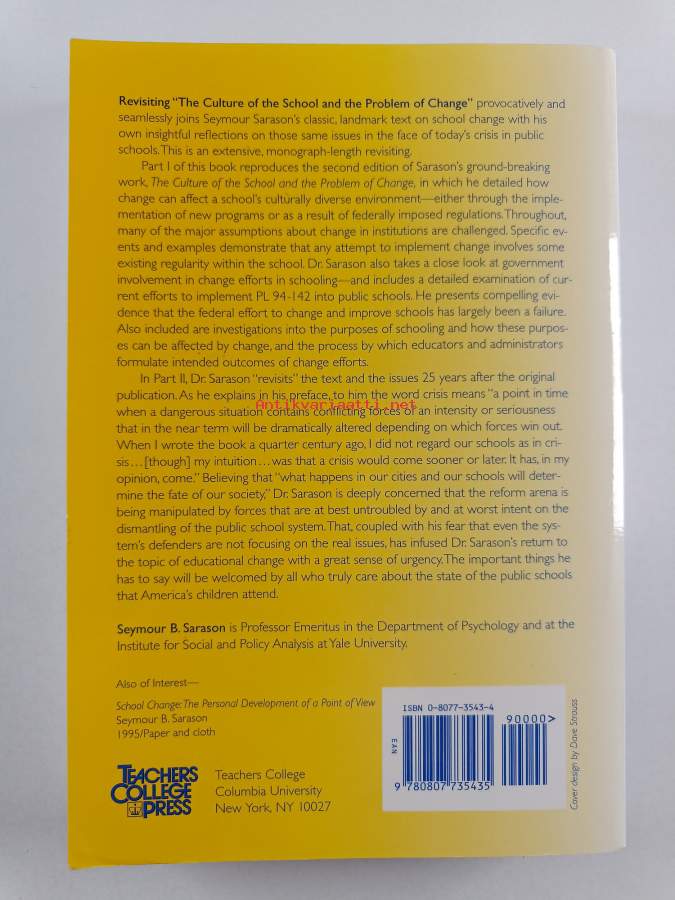 Revisiting "The Culture of the School and the Problem of Change" provocatively and
seamlessly joins Seymour Sarason's classic, landmark text on school change with his
own insightful reflections on those same issues in the face of today's crisis in public
schools. This is an extensive, monograph-length revisiting.
Part I of this book reproduces the second edition of Sarason's ground-breaking
work, The Culture of the School and the Problem of Change, in which he detailed how
change can affect a school's culturally diverse environment—either through the imple-
mentation of new programs or as a result of federally imposed regulations. Throughout,
many of the major assumptions about change in institutions are challenged. Specific ev-
ents and examples demonstrate that any attempt to implement change involves some
existing regularity within the school. Dr. Sarason also takes a close look at government
involvement in change efforts in schooling—and includes a detailed examination of cur-
rent efforts to implement PL 94-142 into public schools. He presents compelling evi-
dence that the federal effort to change and improve schools has largely been a failure.
Also included are investigations into the purposes of schooling and how these purpos-
es can be affected by change, and the process by which educators and administrators
formulate intended outcomes of change efforts.
In Part II, Dr. Sarason "revisits" the text and the issues 25 years after the original
publication. As he explains in his preface, to him the word crisis means "a point in time
Antikvariaatti.net
when a dangerous situation contains conflicting forces of an intensity or seriousness
that in the near term will be dramatically altered depending on which forces win out.
When I wrote the book a quarter century ago, I did not regard our schools as in cri-
sis...[though] my intuition...was that a crisis would come sooner or later. It has, in my
opinion, come." Believing that "what happens in our cities and our schools will deter-
mine the fate of our society," Dr. Sarason is deeply concerned that the reform arena is
being manipulated by forces that are at best untroubled by and at worst intent on the
dismantling of the public school system. That, coupled with his fear that even the sys-
tem's defenders are not focusing on the real issues, has infused Dr. Sarason's return to
the topic of educational change with a great sense of urgency. The important things he
has to say will be welcomed by all who truly care about the state of the public schools
that America's children attend.
Seymour B. Sarason is Professor Emeritus in the Department of Psychology and at the
Institute for Social and Policy Analysis at Yale University.
Also of Interest—
School Change: The Personal Development of a Point of View
Seymour B. Sarason
1995/Paper and cloth
TEACHERS
COLLEGE
PRESS
Teachers College
Columbia University
New York, NY 10027
ISBN 0-8077-3543-4
90000>
EAN
9 780807 735435
Cover design by Dave Strauss